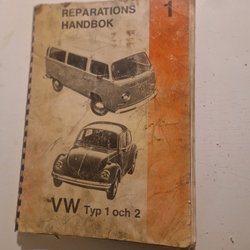 REPARATIONS
HANDBOK
1
VW Typ 1 och 2